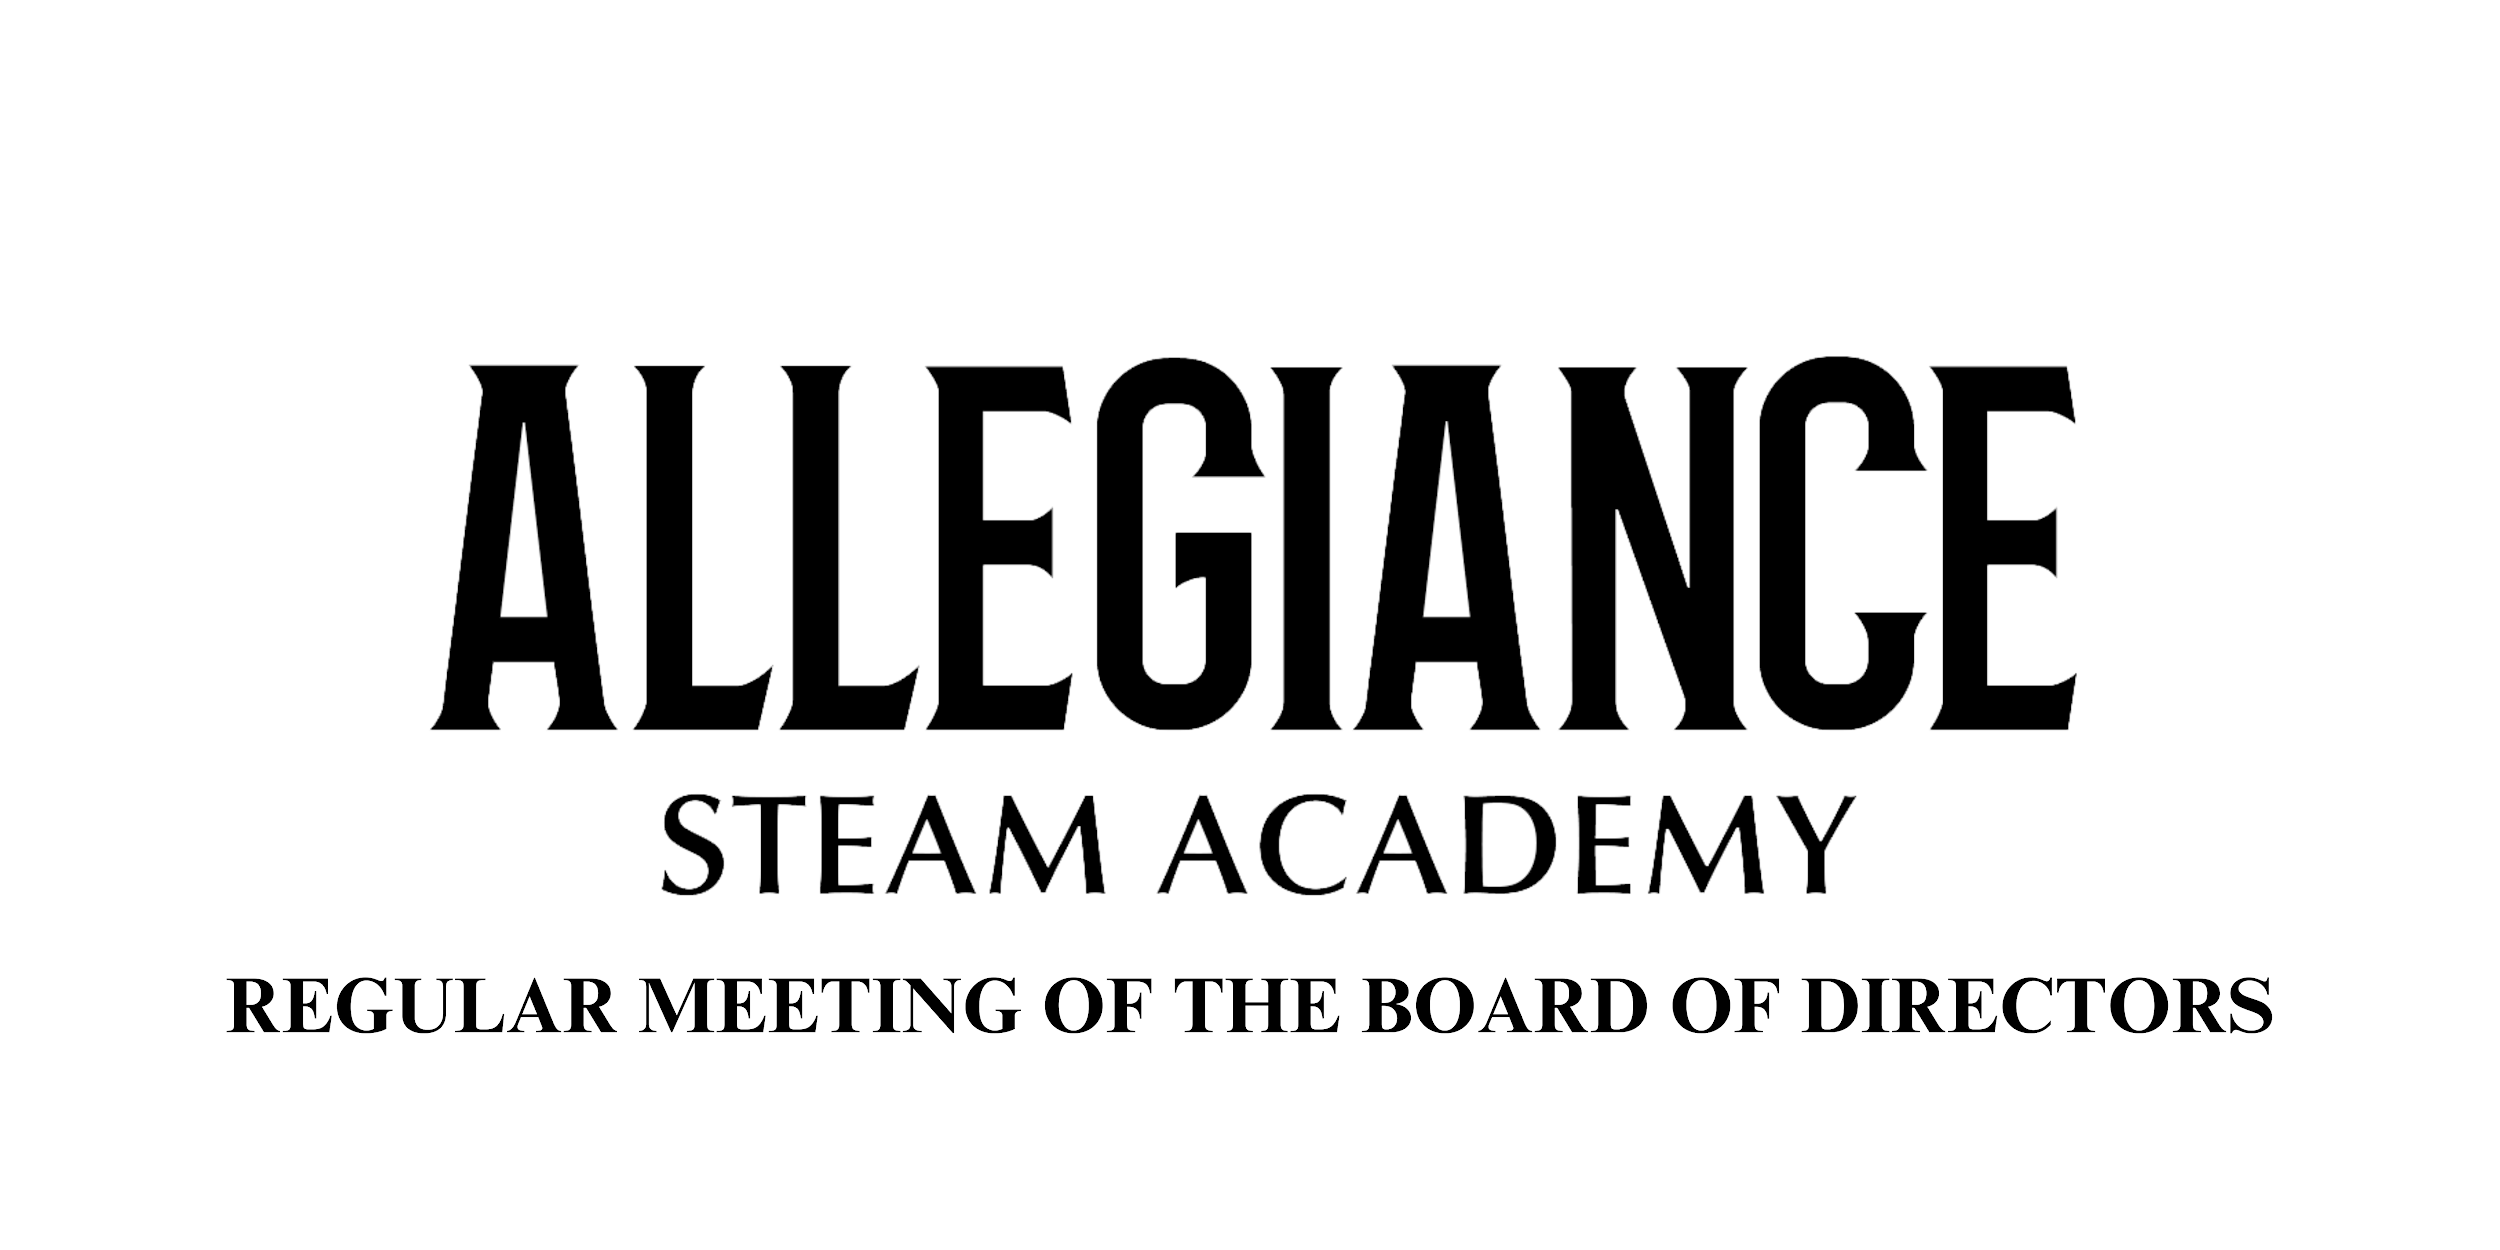 ALLEGIANCE
STEAM ACADEMY
REGULAR MEETING OF THE BOARD OF DIRECTORS